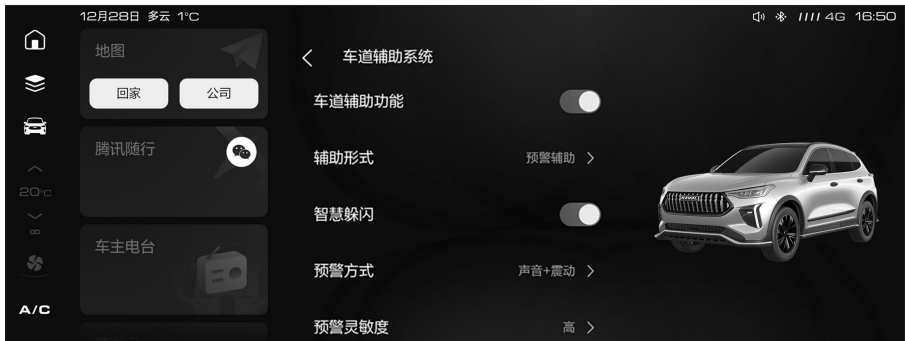 12月28日 多云 1°C
4G 16:50
地图
回家
公司
腾讯随行
20°C
车主电台
A/C
车道辅助系统
车道辅助功能
辅助形式
预警辅助
智慧躲闪
预警方式
声音+震动
预警灵敏度
高